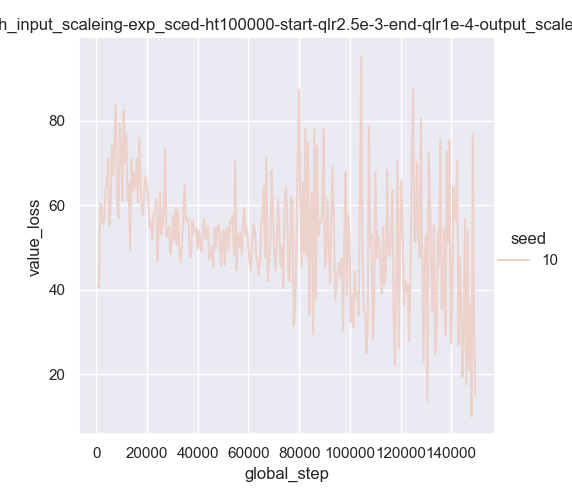 h_input_scaleing-exp_sced-ht100000-start-qlr2.5e-3-end-qlr1e-4-output_scale
value_loss
80
60
40
20
0 20000 40000 60000 80000 100000 120000 140000
global_step
seed
10